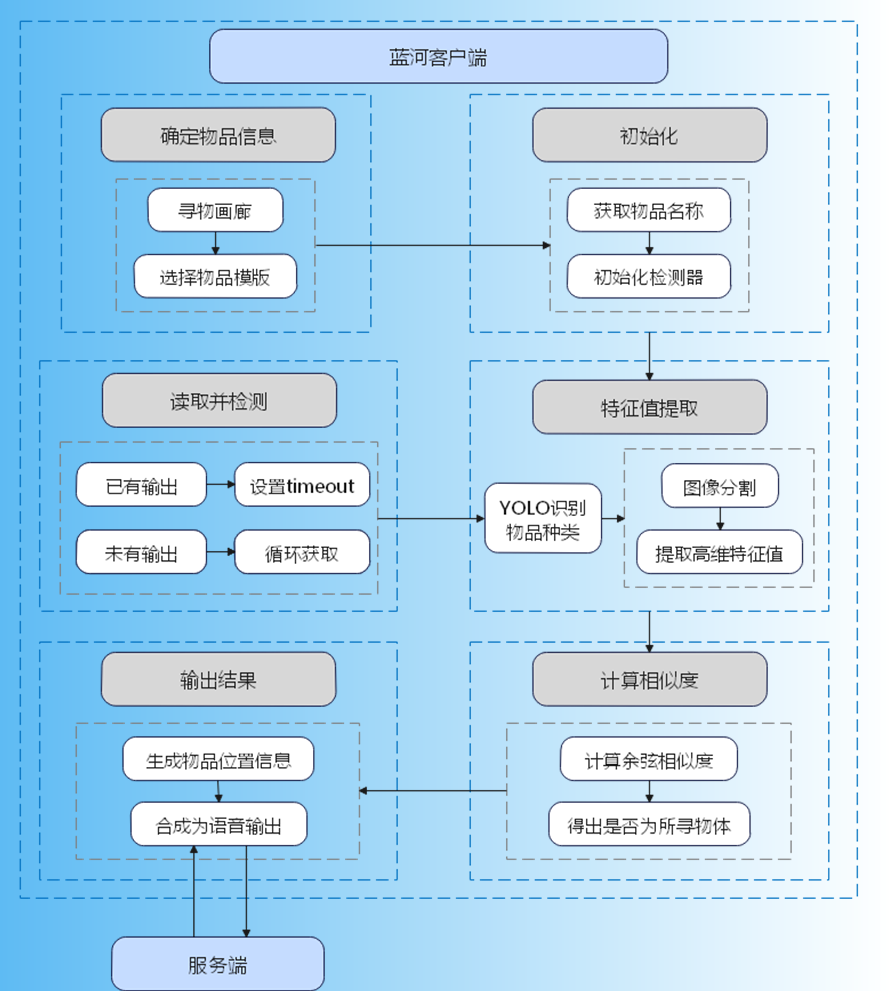 蓝河客户端
确定物品信息
寻物画廊
选择物品模版
初始化
获取物品名称
初始化检测器
读取并检测
已有输出
设置timeout
未有输出
循环获取
特征值提取
YOLO识别
物品种类
图像分割
提取高维特征值
输出结果
生成物品位置信息
合成为语音输出
计算相似度
计算余弦相似度
得出是否为所寻物体
服务端